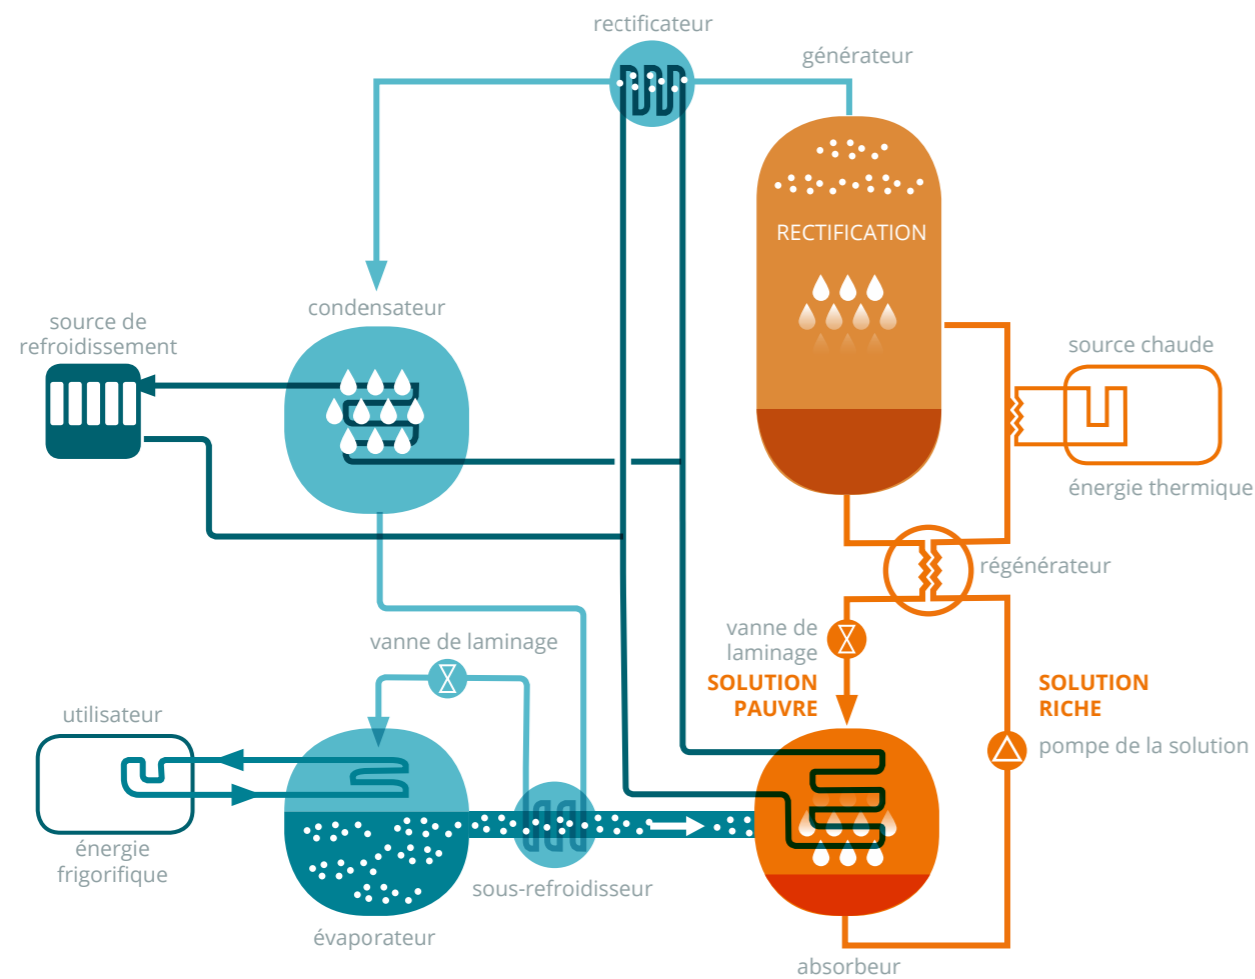 rectificateur
générateur
RECTIFICATION
condensateur
source de
refroidissement
source chaude
énergie thermique
régénérateur
vanne de
laminage
SOLUTION
PAUVRE
SOLUTION
RICHE
pompe de la solution
vanne de laminage
utilisateur
énergie
frigorifique
sous-refroidisseur
évaporateur
absorbeur